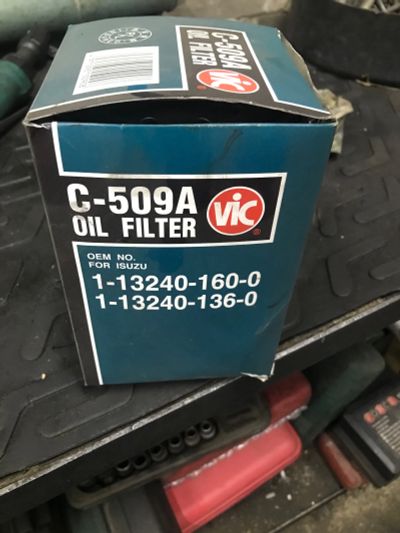 C-509A
OIL FILTER
VIC
C-509A
OIL FILTER
VIC
OEM NO.
FOR ISUZU
1-13240-160-0
1-13240-136-0